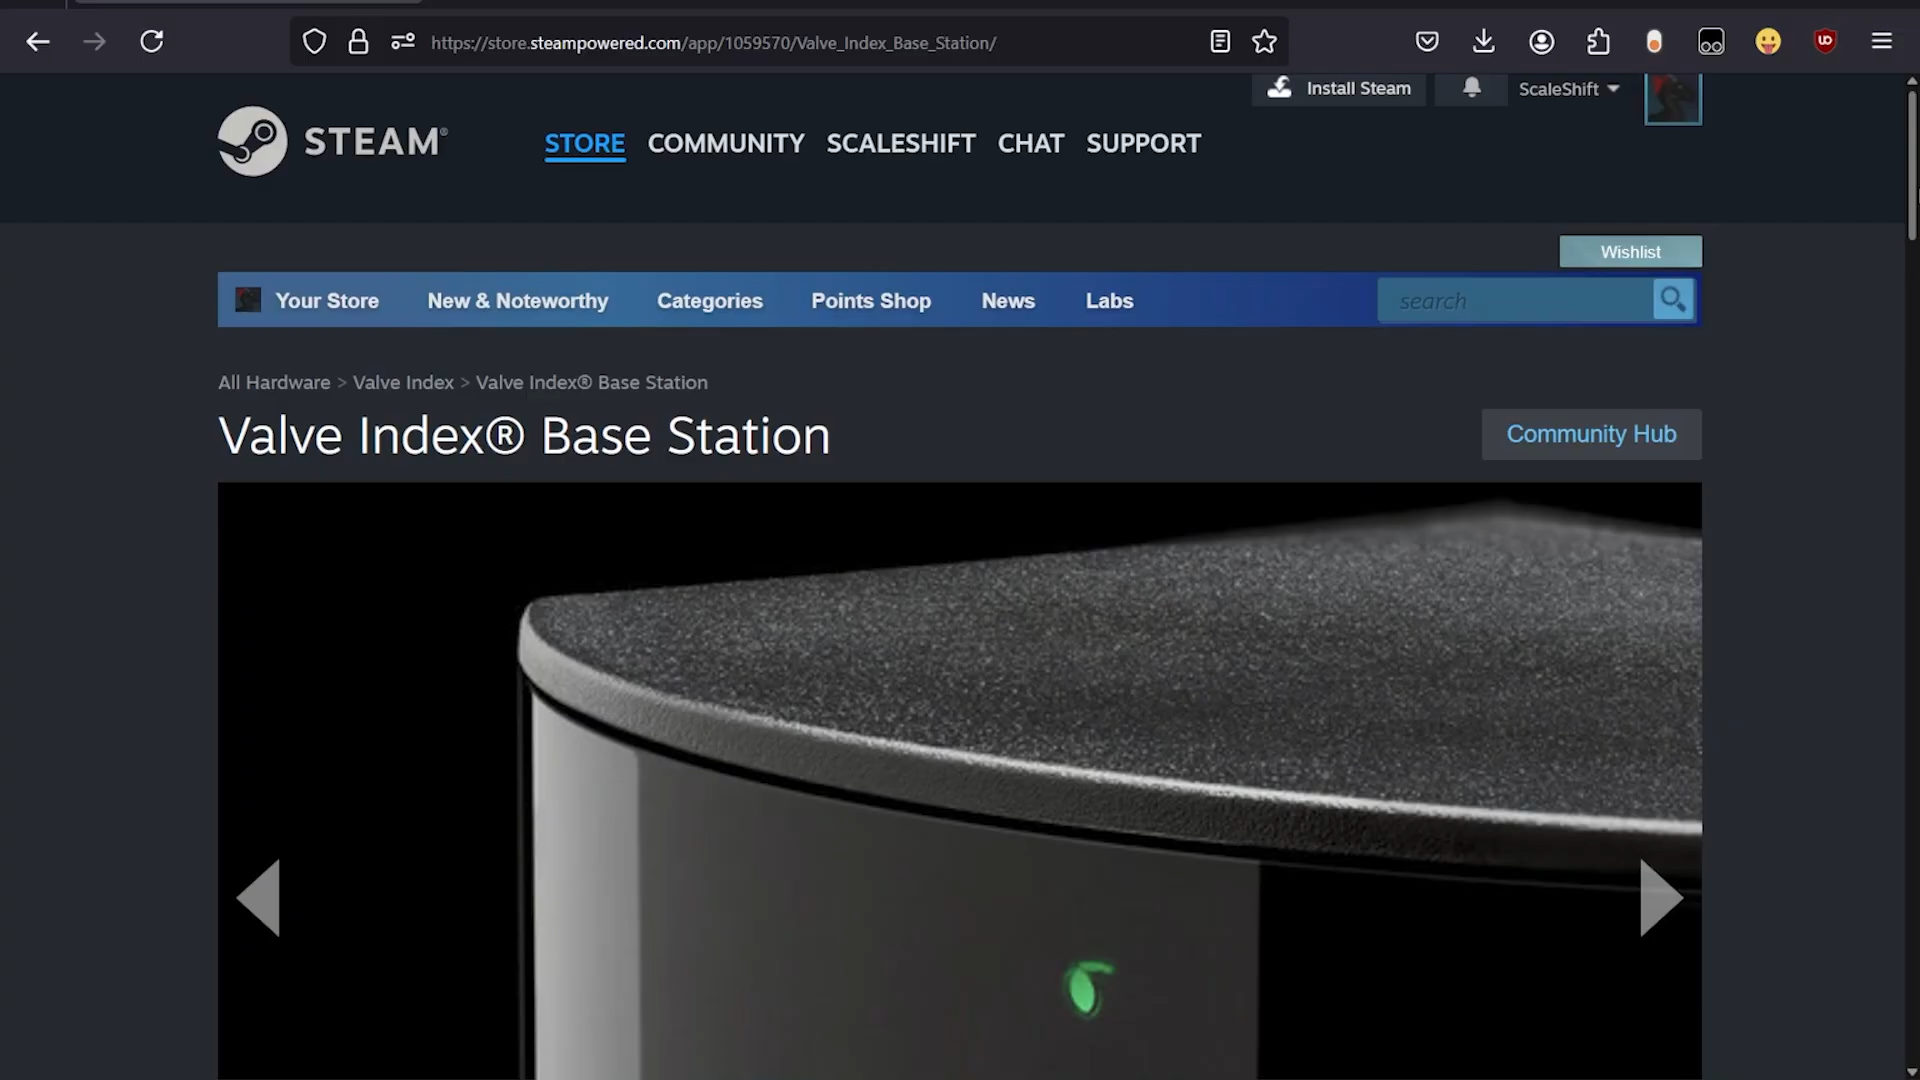 https://store.steampowered.com/app/1059570/Valve_Index_Base_Station/
Install Steam
ScaleShift
STEAM®
STORE
COMMUNITY
SCALESHIFT
CHAT
SUPPORT
Wishlist
Your Store
New & Noteworthy
Categories
Points Shop
News
Labs
search
All Hardware > Valve Index > Valve Index® Base Station
Valve Index® Base Station
Community Hub